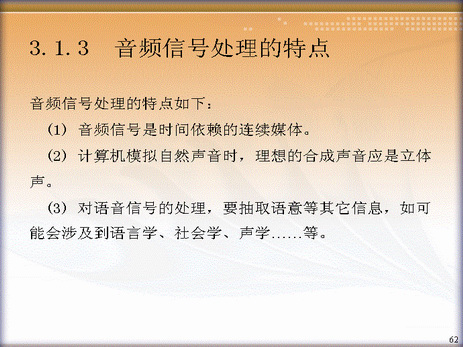 3.1.3 音频信号处理的特点
音频信号处理的特点如下：
(1) 音频信号是时间依赖的连续媒体。
(2) 计算机模拟自然声音时，理想的合成声音应是立体
声。
(3) 对语音信号的处理，要抽取语意等其它信息，如可
能会涉及到语言学、社会学、声学……等。
62